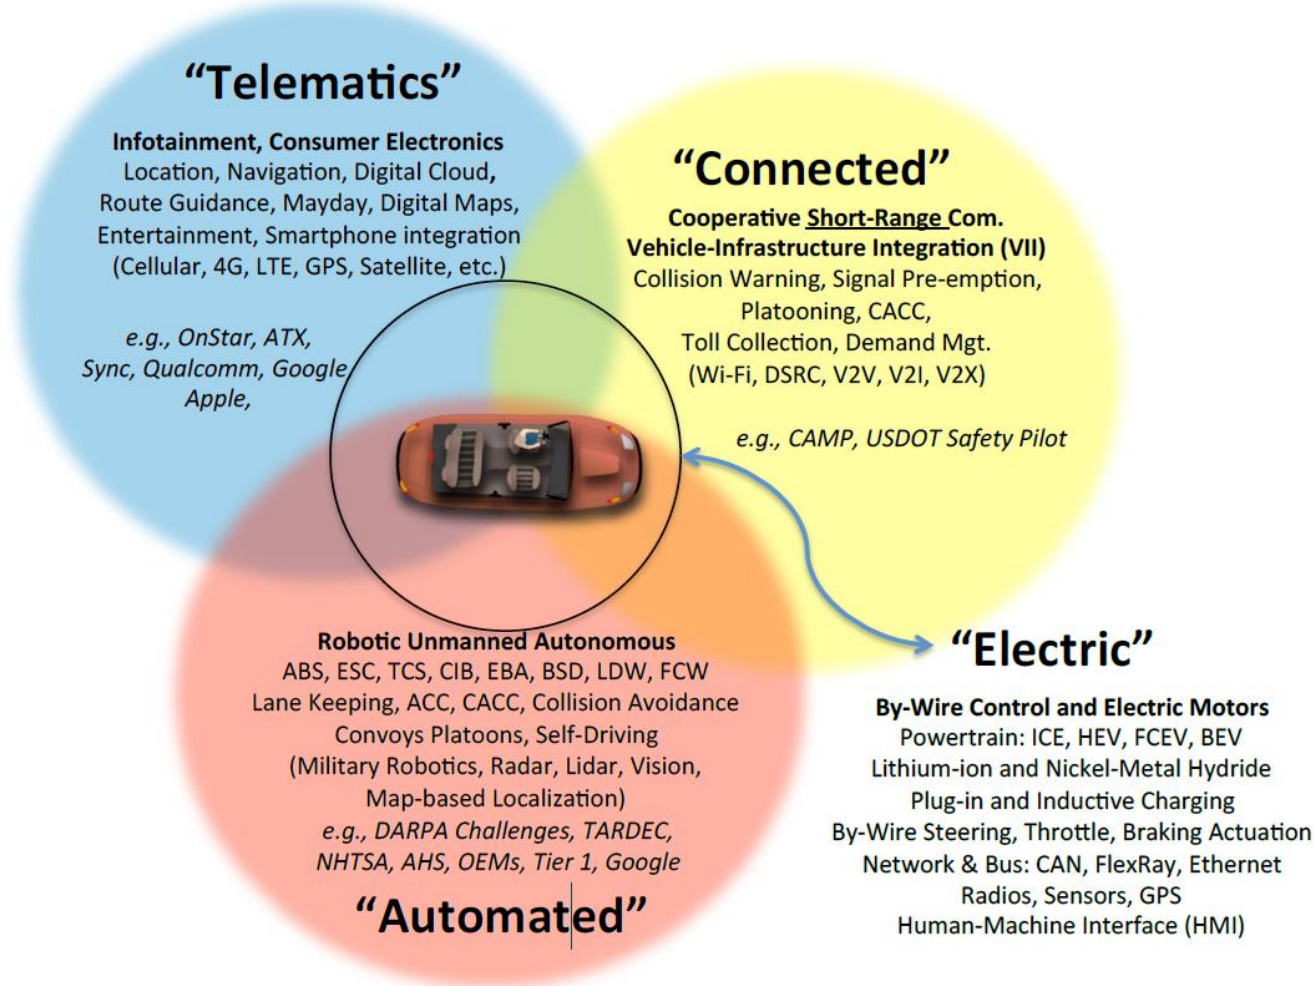 “Telematics”
Infotainment, Consumer Electronics
Location, Navigation, Digital Cloud,
Route Guidance, Mayday, Digital Maps,
Entertainment, Smartphone integration
(Cellular, 4G, LTE, GPS, Satellite, etc.)
e.g., OnStar, ATX,
Sync, Qualcomm, Google
Apple,
“Connected”
Cooperative Short-Range Com.
Vehicle-Infrastructure Integration (VII)
Collision Warning, Signal Pre-emption,
Platooning, CACC,
Toll Collection, Demand Mgt.
(Wi-Fi, DSRC, V2V, V2I, V2X)
e.g., CAMP, USDOT Safety Pilot
Robotic Unmanned Autonomous
ABS, ESC, TCS, CIB, EBA, BSD, LDW, FCW
Lane Keeping, ACC, CACC, Collision Avoidance
Convoys Platoons, Self-Driving
(Military Robotics, Radar, Lidar, Vision,
Map-based Localization)
e.g., DARPA Challenges, TARDEC,
NHTSA, AHS, OEMs, Tier 1, Google
“Automated”
“Electric”
By-Wire Control and Electric Motors
Powertrain: ICE, HEV, FCEV, BEV
Lithium-ion and Nickel-Metal Hydride
Plug-in and Inductive Charging
By-Wire Steering, Throttle, Braking Actuation
Network & Bus: CAN, FlexRay, Ethernet
Radios, Sensors, GPS
Human-Machine Interface (HMI)